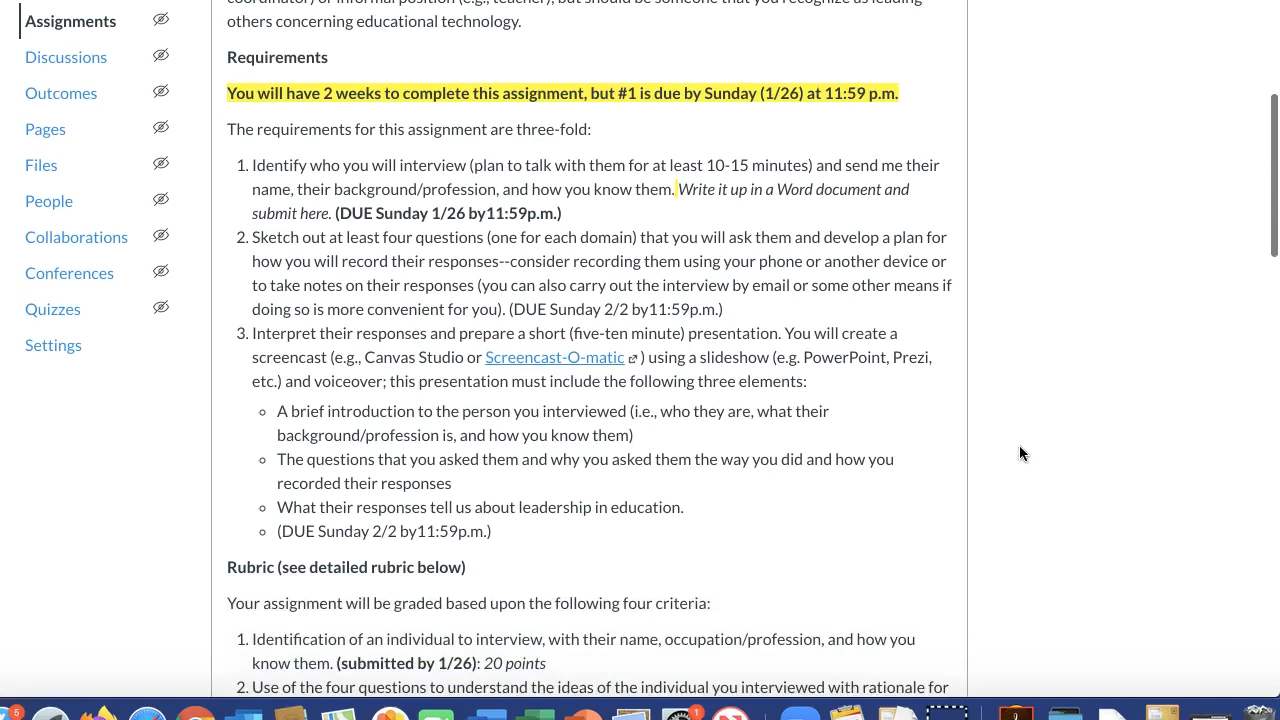 Assignments
Discussions
Outcomes
Pages
Files
People
Collaborations
Conferences
Quizzes
Settings
others concerning educational technology.
Requirements
You will have 2 weeks to complete this assignment, but #1 is due by Sunday (1/26) at 11:59 p.m.
The requirements for this assignment are three-fold:
1. Identify who you will interview (plan to talk with them for at least 10-15 minutes) and send me their
name, their background/profession, and how you know them. Write it up in a Word document and
submit here. (DUE Sunday 1/26 by11:59p.m.)
2. Sketch out at least four questions (one for each domain) that you will ask them and develop a plan for
how you will record their responses--consider recording them using your phone or another device or
to take notes on their responses (you can also carry out the interview by email or some other means if
doing so is more convenient for you). (DUE Sunday 2/2 by11:59p.m.)
3. Interpret their responses and prepare a short (five-ten minute) presentation. You will create a
screencast (e.g., Canvas Studio or Screencast-O-matic ) using a slideshow (e.g. PowerPoint, Prezi,
etc.) and voiceover; this presentation must include the following three elements:
A brief introduction to the person you interviewed (i.e., who they are, what their
background/profession is, and how you know them)
The questions that you asked them and why you asked them the way you did and how you
recorded their responses
What their responses tell us about leadership in education.
(DUE Sunday 2/2 by11:59p.m.)
Rubric (see detailed rubric below)
Your assignment will be graded based upon the following four criteria:
1. Identification of an individual to interview, with their name, occupation/profession, and how you
know them. (submitted by 1/26): 20 points
2. Use of the four questions to understand the ideas of the individual you interviewed with rationale for
5
1